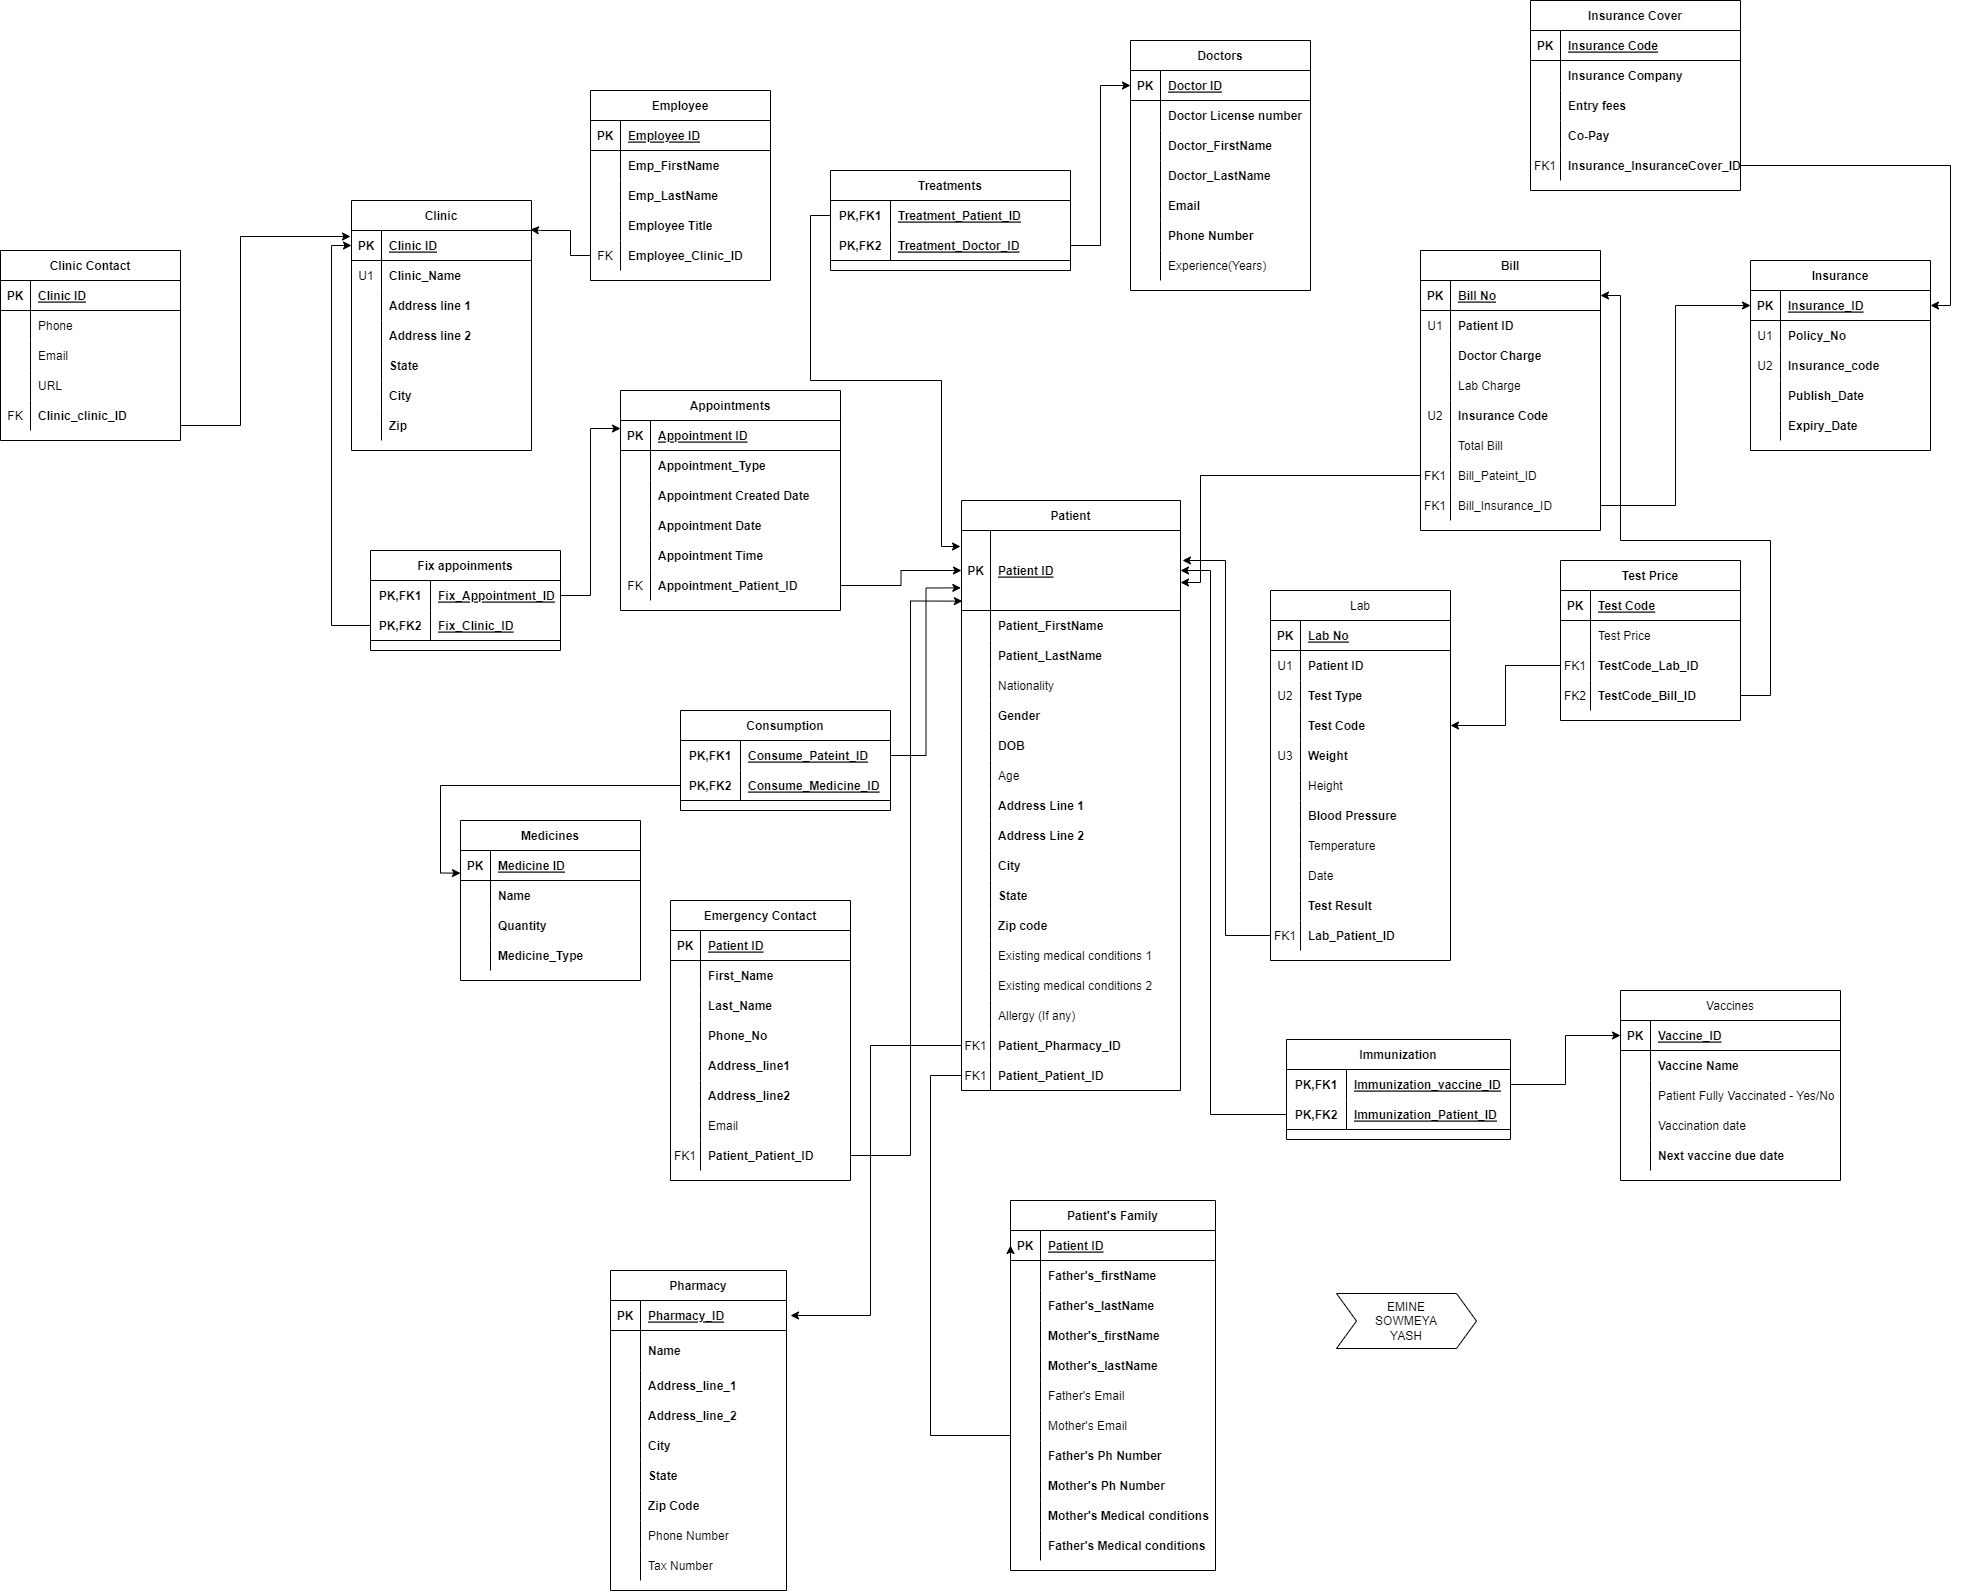 Insurance Cover
PK Insurance Code
Insurance Company
Entry fees
Co-Pay
FK1 Insurance_InsuranceCover_ID
Doctors
PK Doctor ID
Doctor License number
Doctor_FirstName
Doctor_LastName
Email
Phone Number
Experience(Years)
Employee
PK Employee ID
Emp_FirstName
Emp_LastName
Employee Title
FK Employee_Clinic_ID
Treatments
PK,FK1 Treatment_Patient_ID
PK,FK2 Treatment_Doctor_ID
Clinic
PK Clinic ID
U1 Clinic_Name
Address line 1
Address line 2
State
City
Zip
Clinic Contact
PK Clinic ID
Phone
Email
URL
FK Clinic_clinic_ID
Bill
PK Bill No
U1 Patient ID
Doctor Charge
Lab Charge
U2 Insurance Code
Total Bill
FK1 Bill_Pateint_ID
FK1 Bill_Insurance_ID
Insurance
PK Insurance_ID
U1 Policy_No
U2 Insurance_code
Publish_Date
Expiry_Date
Appointments
PK Appointment ID
Appointment_Type
Appointment Created Date
Appointment Date
Appointment Time
FK Appointment_Patient_ID
Fix appoinments
PK,FK1 Fix_Appointment_ID
PK,FK2 Fix_Clinic_ID
Patient
PK Patient ID
Patient_FirstName
Patient_LastName
Nationality
Gender
DOB
Age
Address Line 1
Address Line 2
City
State
Zip code
Existing medical conditions 1
Existing medical conditions 2
Allergy (If any)
FK1 Patient_Pharmacy_ID
FK1 Patient_Patient_ID
Test Price
PK Test Code
Test Price
FK1 TestCode_Lab_ID
FK2 TestCode_Bill_ID
Lab
PK Lab No
U1 Patient ID
U2 Test Type
Test Code
U3 Weight
Height
Blood Pressure
Temperature
Date
Test Result
FK1 Lab_Patient_ID
Consumption
PK,FK1 Consume_Pateint_ID
PK,FK2 Consume_Medicine_ID
Medicines
PK Medicine ID
Name
Quantity
Medicine_Type
Emergency Contact
PK Patient ID
First_Name
Last_Name
Phone_No
Address_line1
Address_line2
Email
FK1 Patient_Patient_ID
Vaccines
PK Vaccine_ID
Vaccine Name
Patient Fully Vaccinated - Yes/No
Vaccination date
Next vaccine due date
Immunization
PK,FK1 Immunization_vaccine_ID
PK,FK2 Immunization_Patient_ID
Patient's Family
PK Patient ID
Father's_firstName
Father's_lastName
Mother's_firstName
Mother's_lastName
Father's Email
Mother's Email
Father's Ph Number
Mother's Ph Number
Mother's Medical conditions
Father's Medical conditions
Pharmacy
PK Pharmacy_ID
Name
Address_line_1
Address_line_2
City
State
Zip Code
Phone Number
Tax Number
EMINE
SOWMEYA
YASH